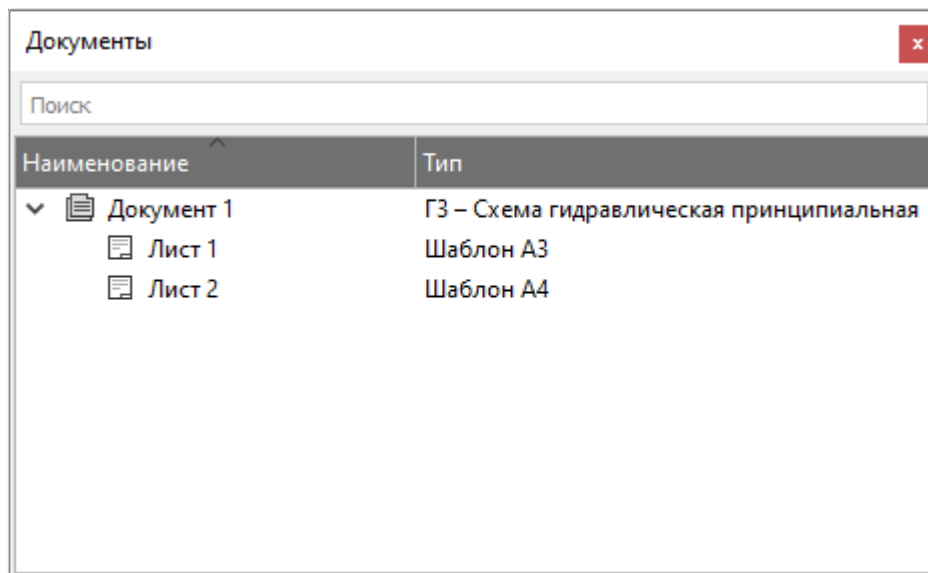 Документы
x
Поиск
Наименование Тип
Документ 1 Г3 – Схема гидравлическая принципиальная
Лист 1 Шаблон А3
Лист 2 Шаблон А4